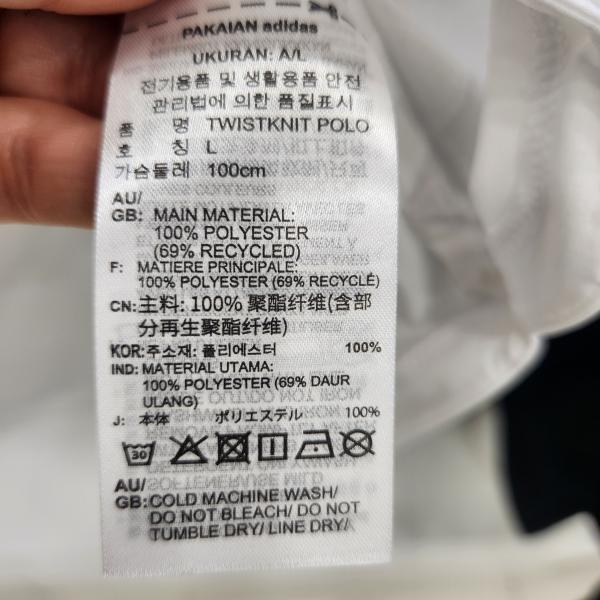 PAKAIAN adidas
UKURAN: A/L
전기용품 및 생활용품 안전
관리법에 의한 품질표시
품 명 TWISTKNIT POLO
호 칭 L
가슴둘레 100cm
AU/
GB: MAIN MATERIAL:
100% POLYESTER
(69% RECYCLED)
F: MATIERE PRINCIPALE:
100% POLYESTER (69% RECYCLÉ)
CN: 主料: 100% 聚酯纤维(含部
分再生聚酯纤维)
KOR: 주소재: 폴리에스터 100%
IND: MATERIAL UTAMA:
100% POLYESTER (69% DAUR
ULANG)
J: 本体 ポリエステル 100%
30
AU/
GB: COLD MACHINE WASH/
DO NOT BLEACH/ DO NOT
TUMBLE DRY/ LINE DRY/